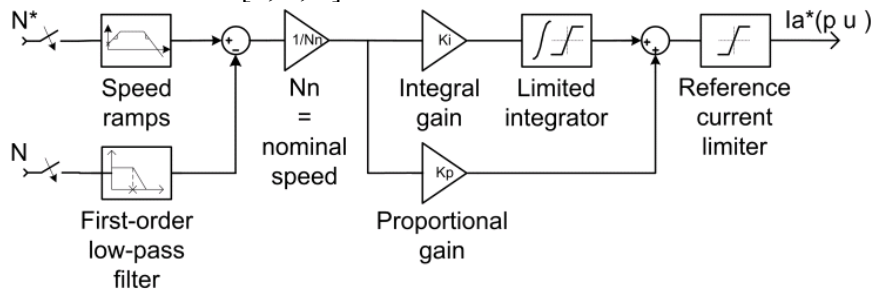 N*
Ia*(p u)
+
-
1/Nn
Ki
+
+
Speed
ramps
Nn
=
nominal
speed
Integral
gain
Limited
integrator
Reference
current
limiter
N
Kp
First-order
low-pass
filter
Proportional
gain